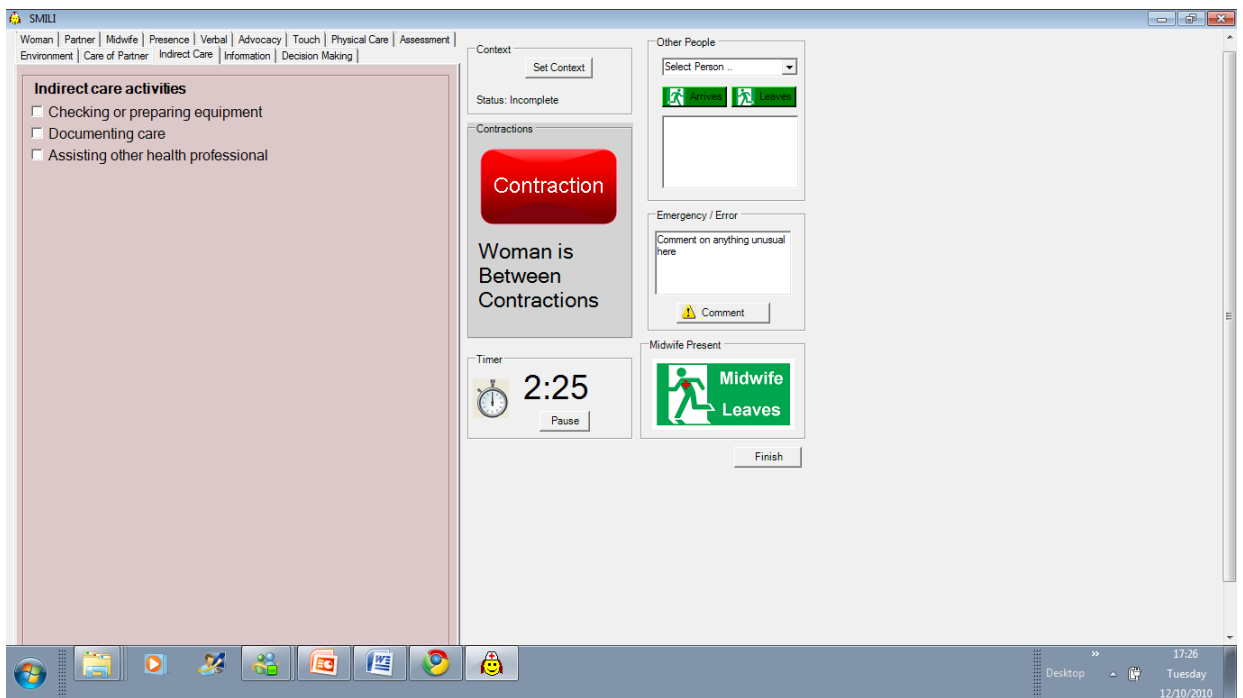 SMILI
Woman Partner Midwife Presence Verbal Advocacy Touch Physical Care Assessment
Environment Care of Partner Indirect Care Information Decision Making
Indirect care activities
Checking or preparing equipment
Documenting care
Assisting other health professional
Context
Set Context
Status: Incomplete
Contractions
Contraction
Woman is
Between
Contractions
Timer
2:25
Pause
Other People
Select Person ..
Arrives Leaves
Emergency / Error
Comment on anything unusual
here
Comment
Midwife Present
Midwife
Leaves
Finish
Desktop
17:26
Tuesday
12/10/2010